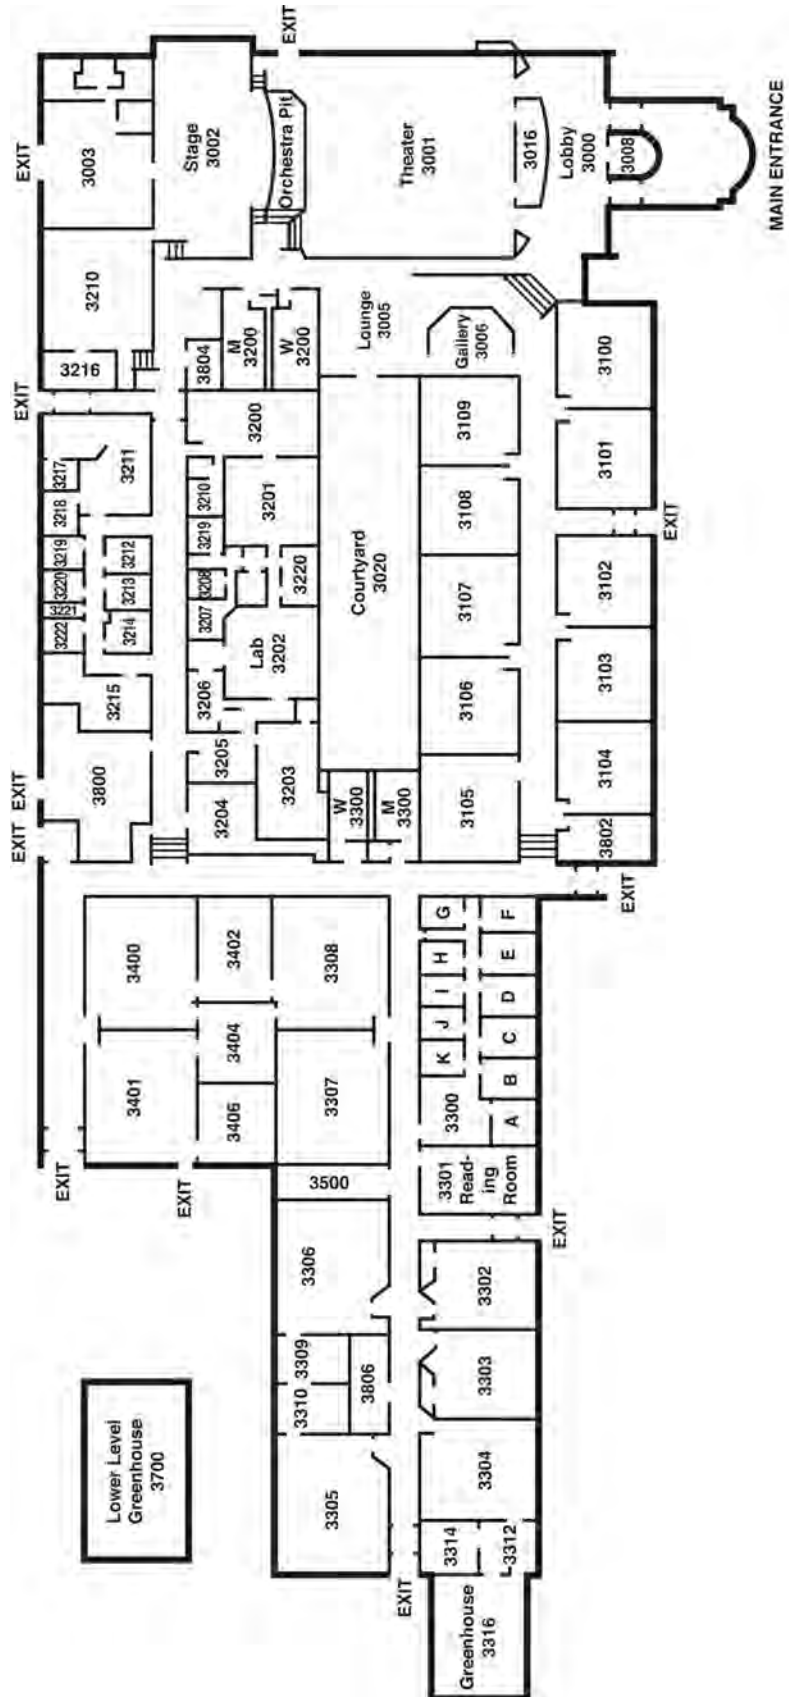 EXIT
EXIT
EXIT
EXIT
EXIT
Lower Level
Greenhouse
3700
3401
3400
3800
3215
3222
3221
3220
3219
3218
3217
3214
3213
3212
3211
3216
3210
3003
EXIT
3406
3404
3402
3204
3205
3206
3207
3208
3219
3210
3200
3804
Stage
3002
M
3200
W
3200
Lab
3202
3220
3201
3203
Orchestra Pit
EXIT
3305
3310
3309
3806
3306
3500
3307
3308
W
3300
M
3300
Courtyard
3020
Lounge
3005
Theater
3001
EXIT
Greenhouse
3316
3314
3312
3304
3303
3302
3301
Read-
ing
Room
3300
K
J
I
H
G
A
B
C
D
E
F
3105
3106
3107
3108
3109
Gallery
3006
3016
Lobby
3000
3008
EXIT
3802
3104
3103
3102
3101
3100
EXIT
EXIT
MAIN ENTRANCE